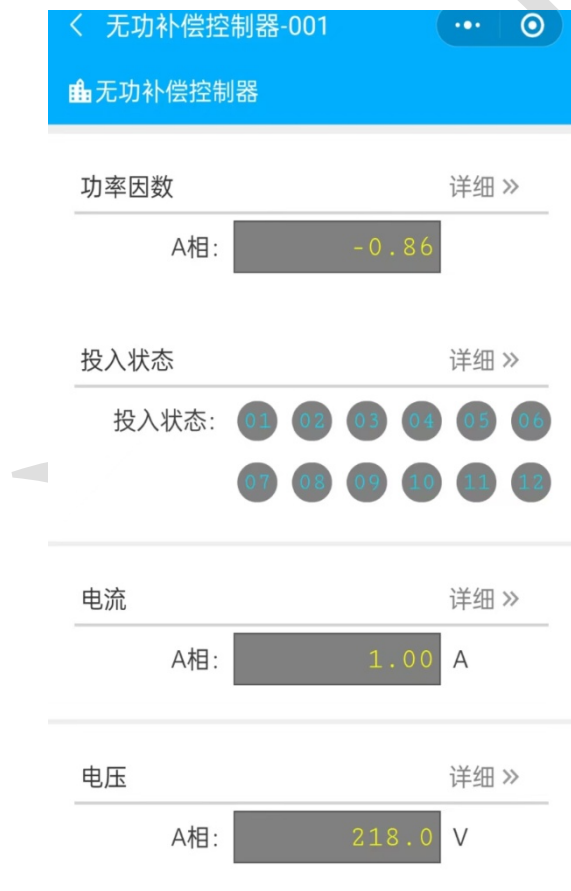 无功补偿控制器-001
无功补偿控制器
功率因数 详细 »
A相: -0.86
投入状态 详细 »
投入状态: 01 02 03 04 05 06
07 08 09 10 11 12
电流 详细 »
A相: 1.00 A
电压 详细 »
A相: 218.0 V